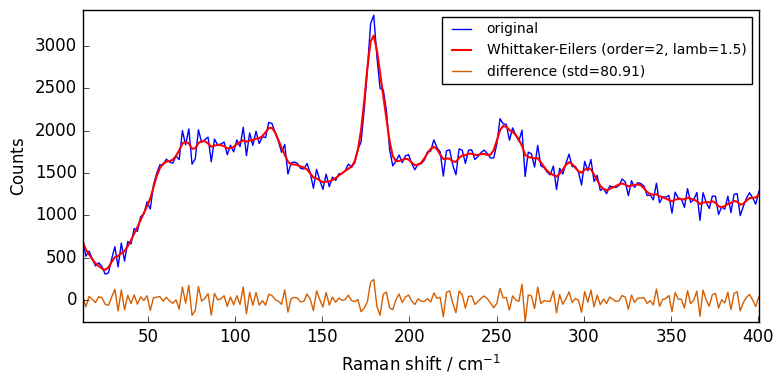 original
Whittaker-Eilers (order=2, lamb=1.5)
difference (std=80.91)
Counts
3000
2500
2000
1500
1000
500
0
50 100 150 200 250 300 350 400
Raman shift / cm⁻¹